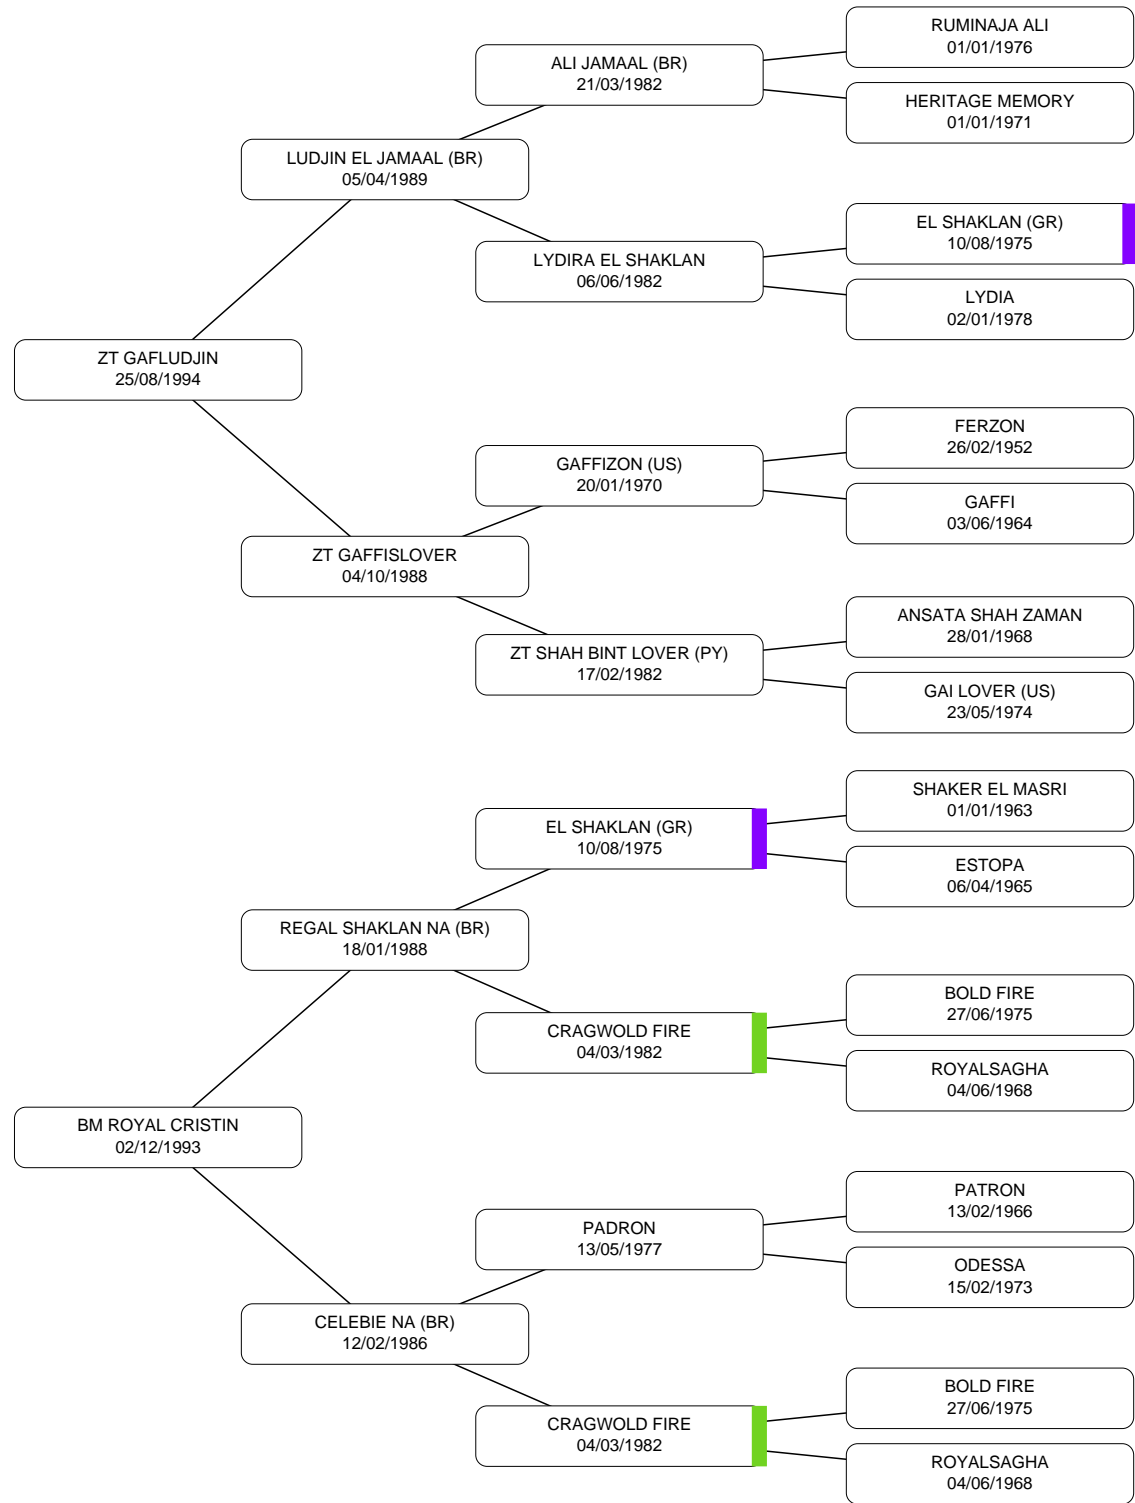 RUMINAJA ALI
01/01/1976
ALI JAMAAL (BR)
21/03/1982
HERITAGE MEMORY
01/01/1971
LUDJIN EL JAMAAL (BR)
05/04/1989
EL SHAKLAN (GR)
10/08/1975
LYDIRA EL SHAKLAN
06/06/1982
LYDIA
02/01/1978
ZT GAFLUDJIN
25/08/1994
FERZON
26/02/1952
GAFFIZON (US)
20/01/1970
GAFFI
03/06/1964
ZT GAFFISLOVER
04/10/1988
ANSATA SHAH ZAMAN
28/01/1968
ZT SHAH BINT LOVER (PY)
17/02/1982
GAI LOVER (US)
23/05/1974
SHAKER EL MASRI
01/01/1963
EL SHAKLAN (GR)
10/08/1975
ESTOPA
06/04/1965
REGAL SHAKLAN NA (BR)
18/01/1988
BOLD FIRE
27/06/1975
CRAGWOLD FIRE
04/03/1982
ROYALSAGHA
04/06/1968
BM ROYAL CRISTIN
02/12/1993
PATRON
13/02/1966
PADRON
13/05/1977
ODESSA
15/02/1973
CELEBIE NA (BR)
12/02/1986
BOLD FIRE
27/06/1975
CRAGWOLD FIRE
04/03/1982
ROYALSAGHA
04/06/1968